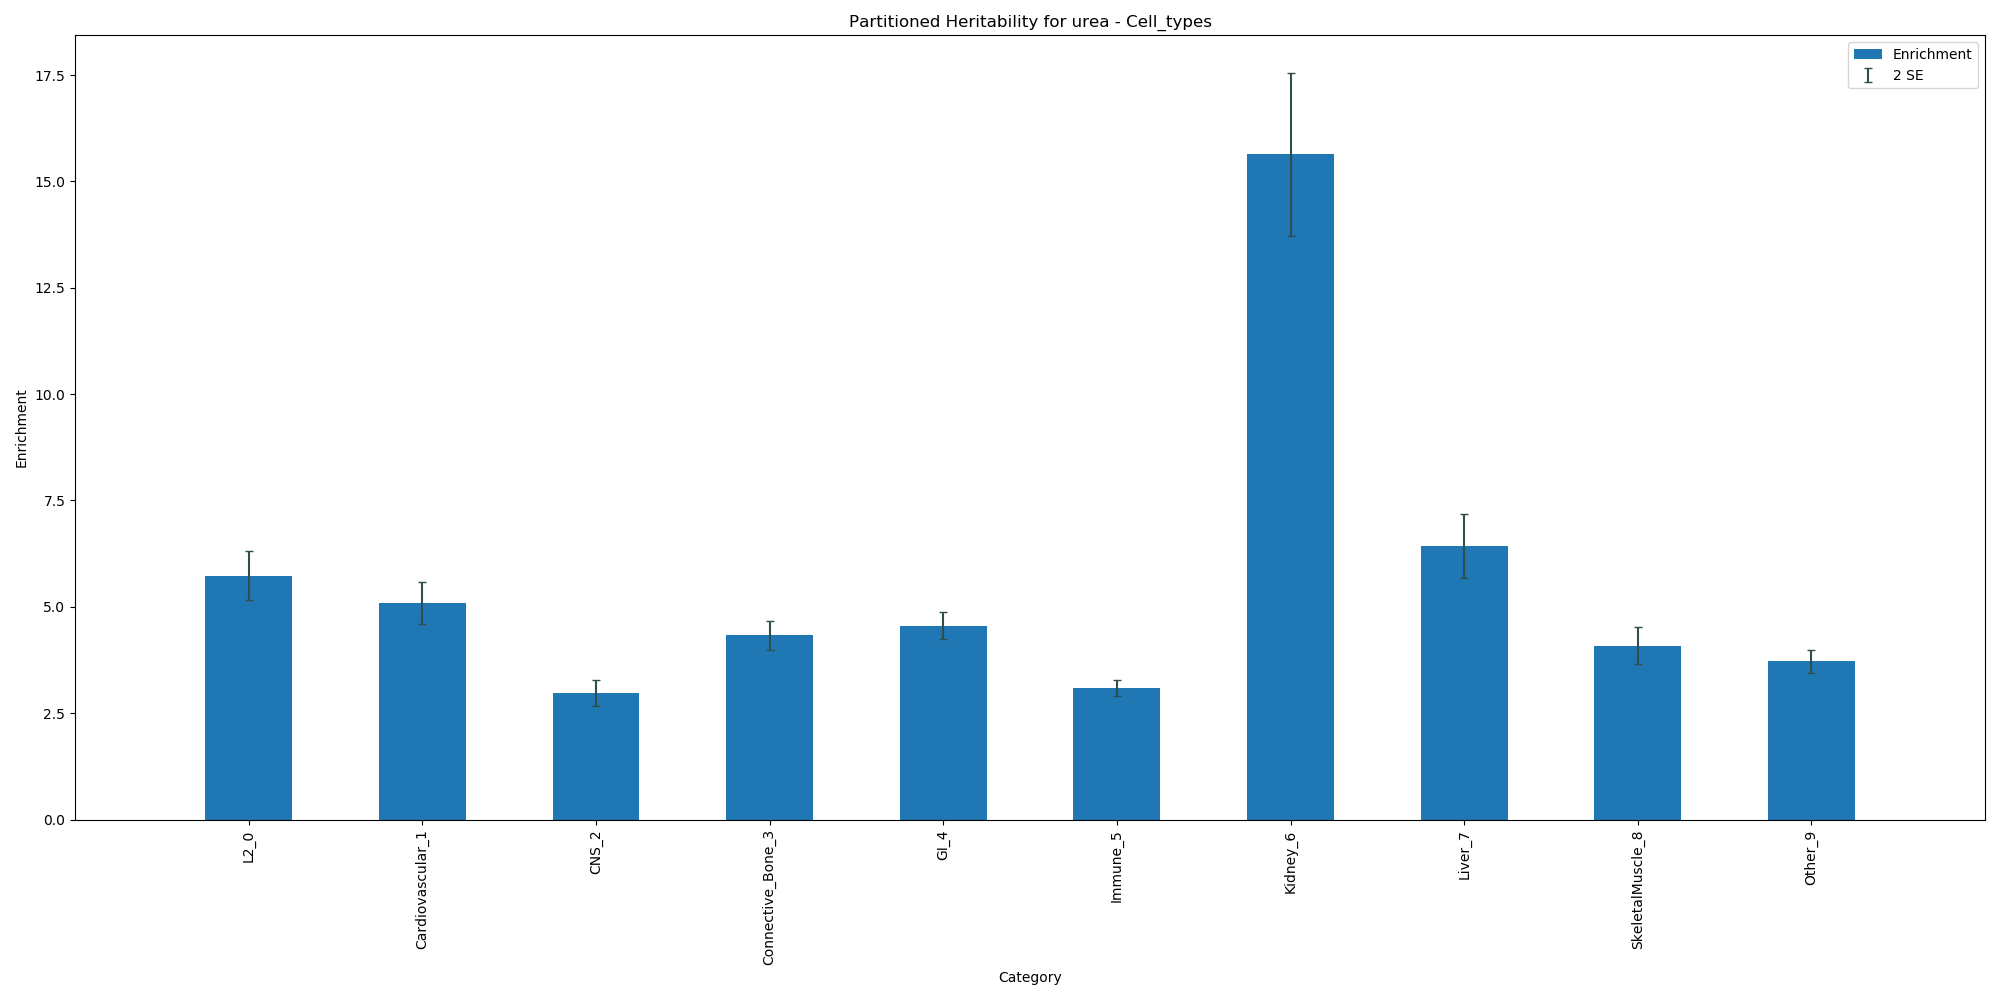 Partitioned Heritability for urea - Cell_types
Enrichment
2 SE
17.5
15.0
12.5
10.0
7.5
5.0
2.5
0.0
Enrichment
L2_0
Cardiovascular_1
CNS_2
Connective_Bone_3
GI_4
Immune_5
Kidney_6
Liver_7
SkeletalMuscle_8
Other_9
Category